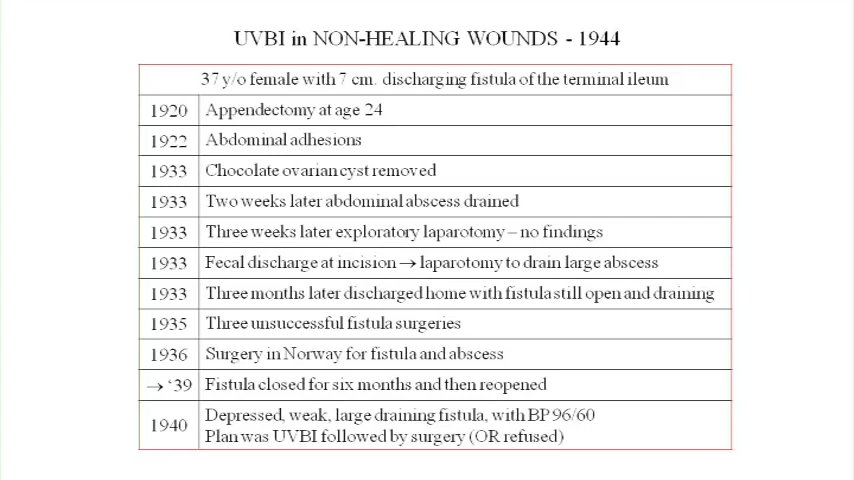 UVBI in NON-HEALING WOUNDS - 1944
37 y/o female with 7 cm. discharging fistula of the terminal ileum
1920 Appendectomy at age 24
1922 Abdominal adhesions
1933 Chocolate ovarian cyst removed
1933 Two weeks later abdominal abscess drained
1933 Three weeks later exploratory laparotomy – no findings
1933 Fecal discharge at incision → laparotomy to drain large abscess
1933 Three months later discharged home with fistula still open and draining
1935 Three unsuccessful fistula surgeries
1936 Surgery in Norway for fistula and abscess
→ ‘39 Fistula closed for six months and then reopened
1940 Depressed, weak, large draining fistula, with BP 96/60
Plan was UVBI followed by surgery (OR refused)